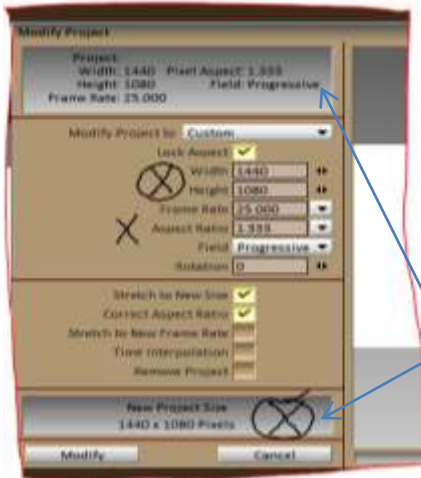 Modify Project
Project:
Width: 1440 Pixel Aspect: 1.333
Height: 1080 Field: Progressive
Frame Rate: 25.000
Modify Project to Custom
Lock Aspect
Width 1440
Height 1080
Frame Rate 25.000
Aspect Ratio 1.333
Field Progressive
Rotation 0
Stretch to New Size
Correct Aspect Ratio
Stretch to New Frame Rate
Time Interpolation
Remove Project
New Project Size
1440 x 1080 Pixels
Modify Cancel